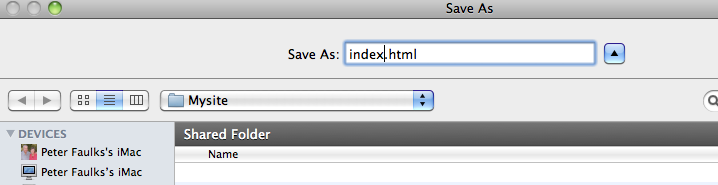 Save As
Save As: index.html
Mysite
DEVICES
Shared Folder
Peter Faulks's iMac
Name
Peter Faulks's iMac